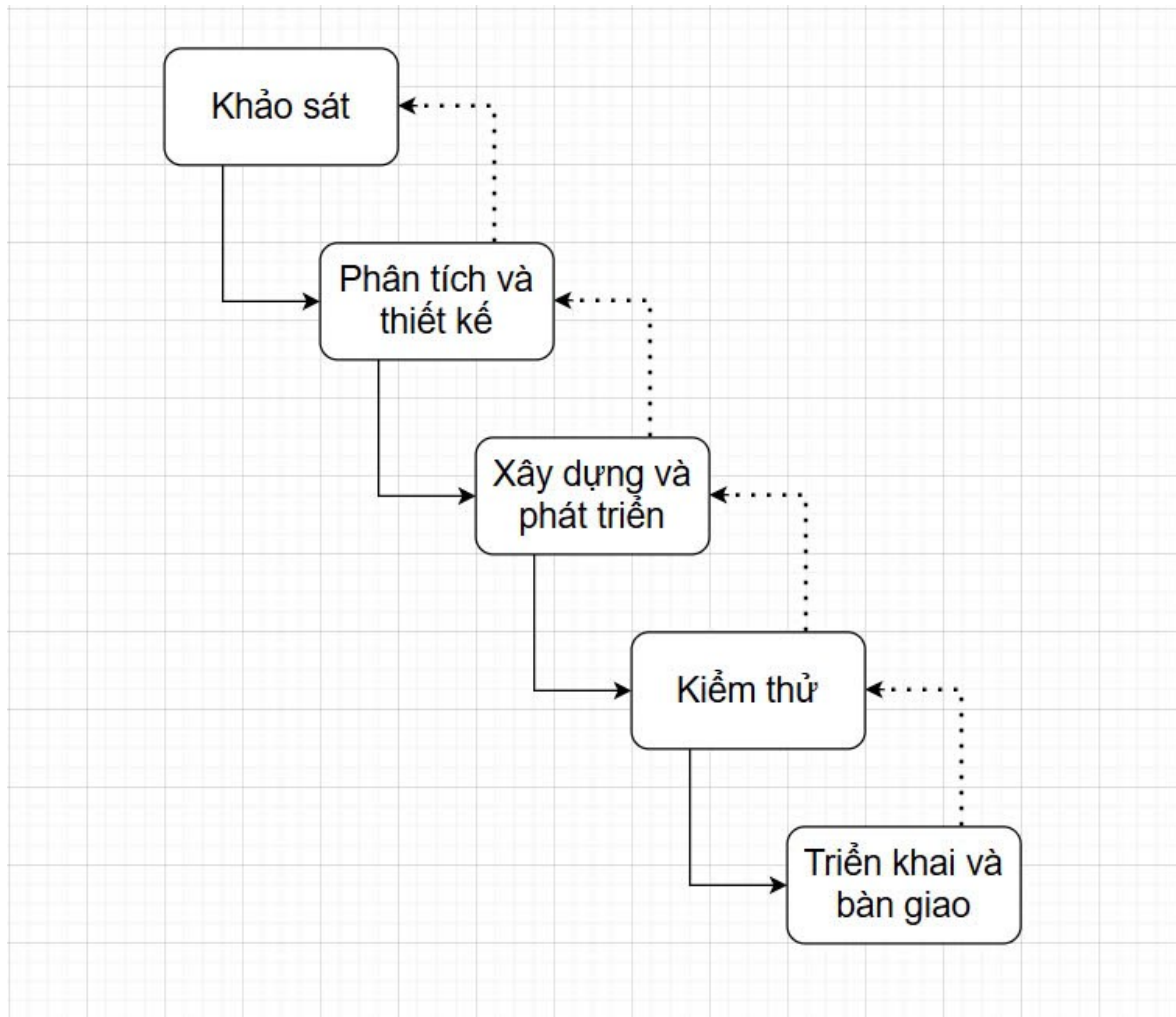 Khảo sát
Phân tích và
thiết kế
Xây dựng và
phát triển
Kiểm thử
Triển khai và
bàn giao